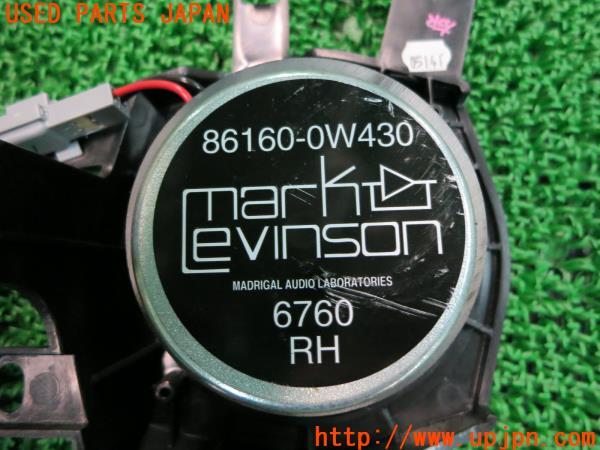 USED PARTS JAPAN
86160-0W430
mark
Levinson
MADRIGAL AUDIO LABORATORIES
6760
RH
http://www.upjpn.com